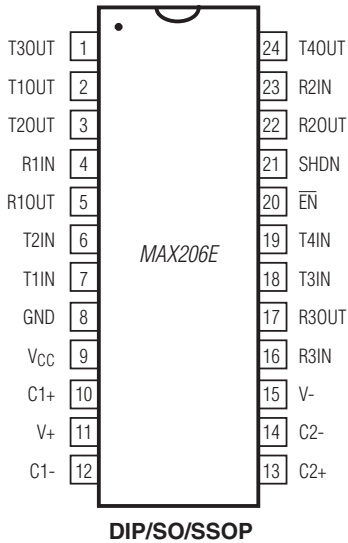 T3OUT 1 24 T4OUT
T1OUT 2 23 R2IN
T2OUT 3 22 R2OUT
R1IN 4 21 SHDN
R1OUT 5 20 E̅N̅
T2IN 6 19 T4IN
MAX206E
T1IN 7 18 T3IN
GND 8 17 R3OUT
VCC 9 16 R3IN
C1+ 10 15 V-
V+ 11 14 C2-
C1- 12 13 C2+
DIP/SO/SSOP